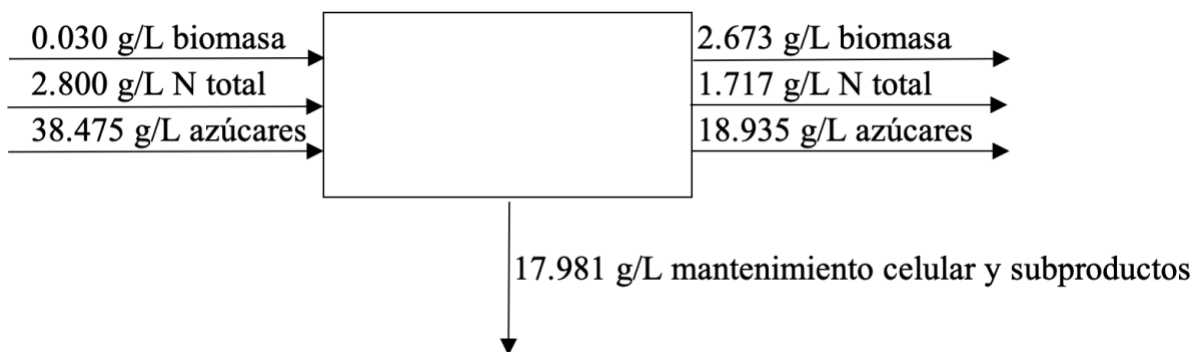 0.030 g/L biomasa
2.800 g/L N total
38.475 g/L azúcares
2.673 g/L biomasa
1.717 g/L N total
18.935 g/L azúcares
17.981 g/L mantenimiento celular y subproductos